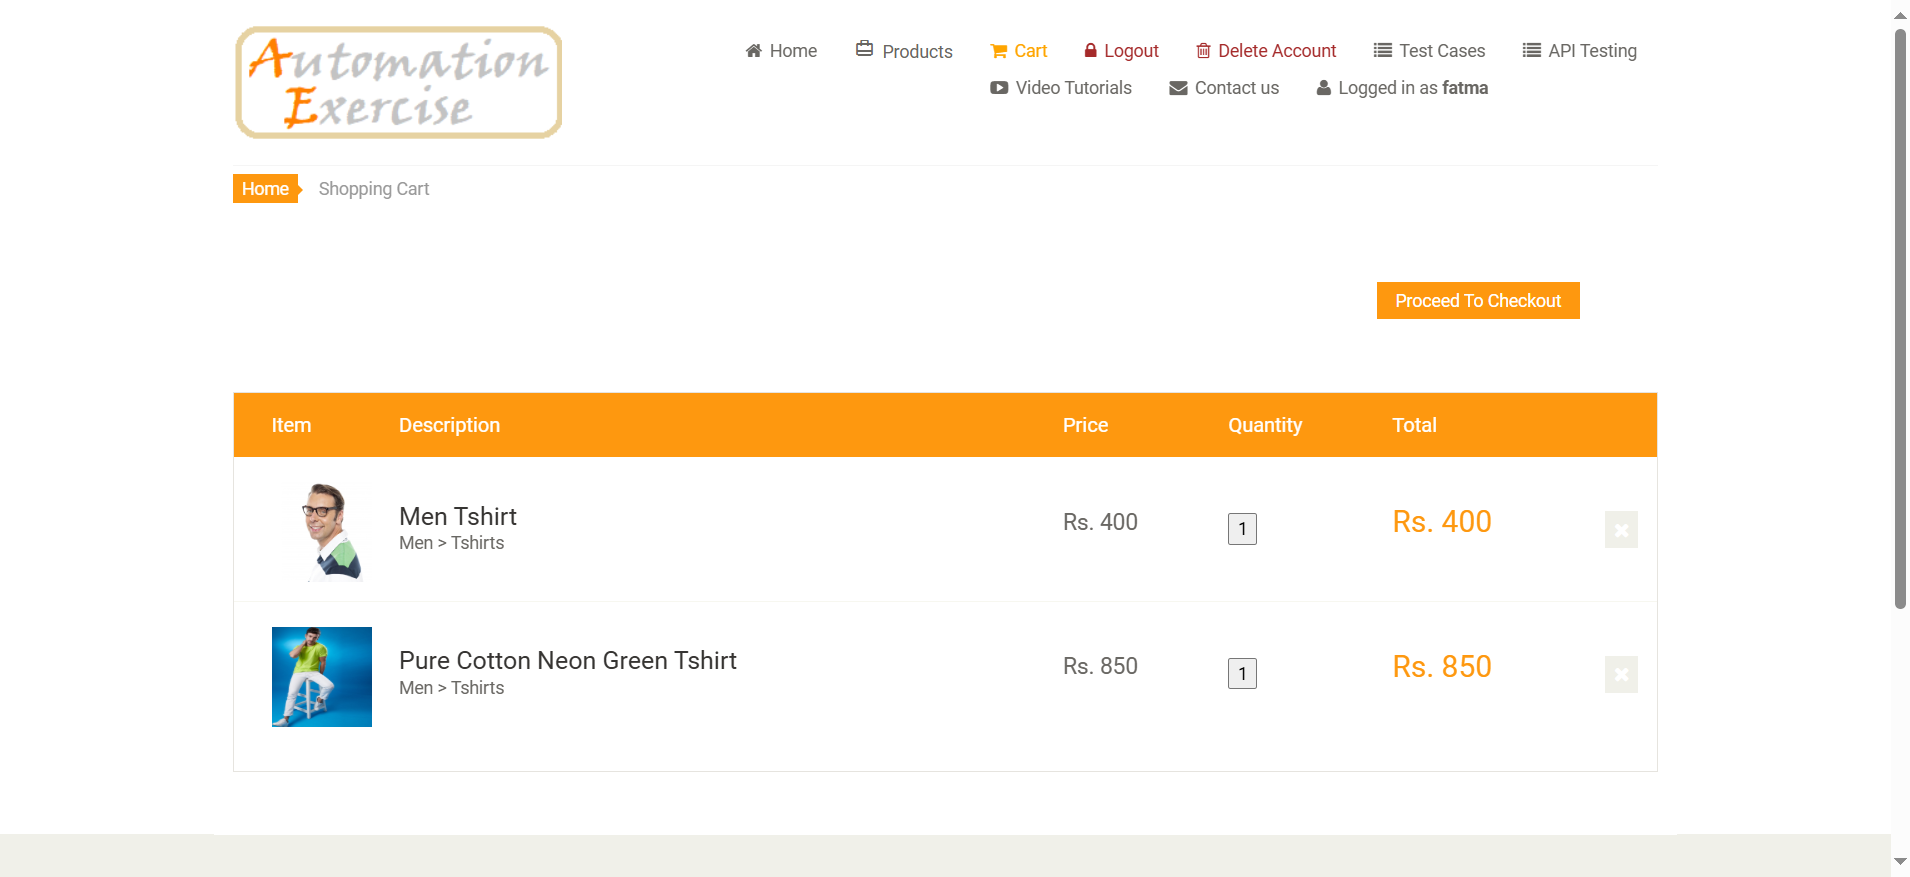 Automation
Exercise
Home Products Cart Logout Delete Account Test Cases API Testing
Video Tutorials Contact us Logged in as fatma
Home Shopping Cart
Proceed To Checkout
Item Description Price Quantity Total
Men Tshirt Rs. 400 1 Rs. 400
Men > Tshirts
Pure Cotton Neon Green Tshirt Rs. 850 1 Rs. 850
Men > Tshirts